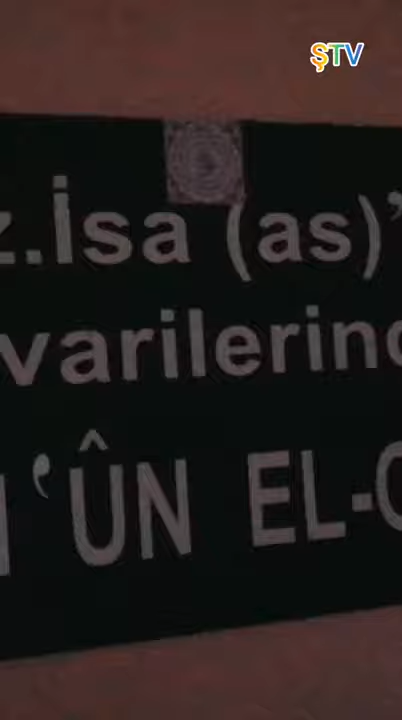 ŞTV
z.İsa (as)'
varilerin
'ÛN EL-